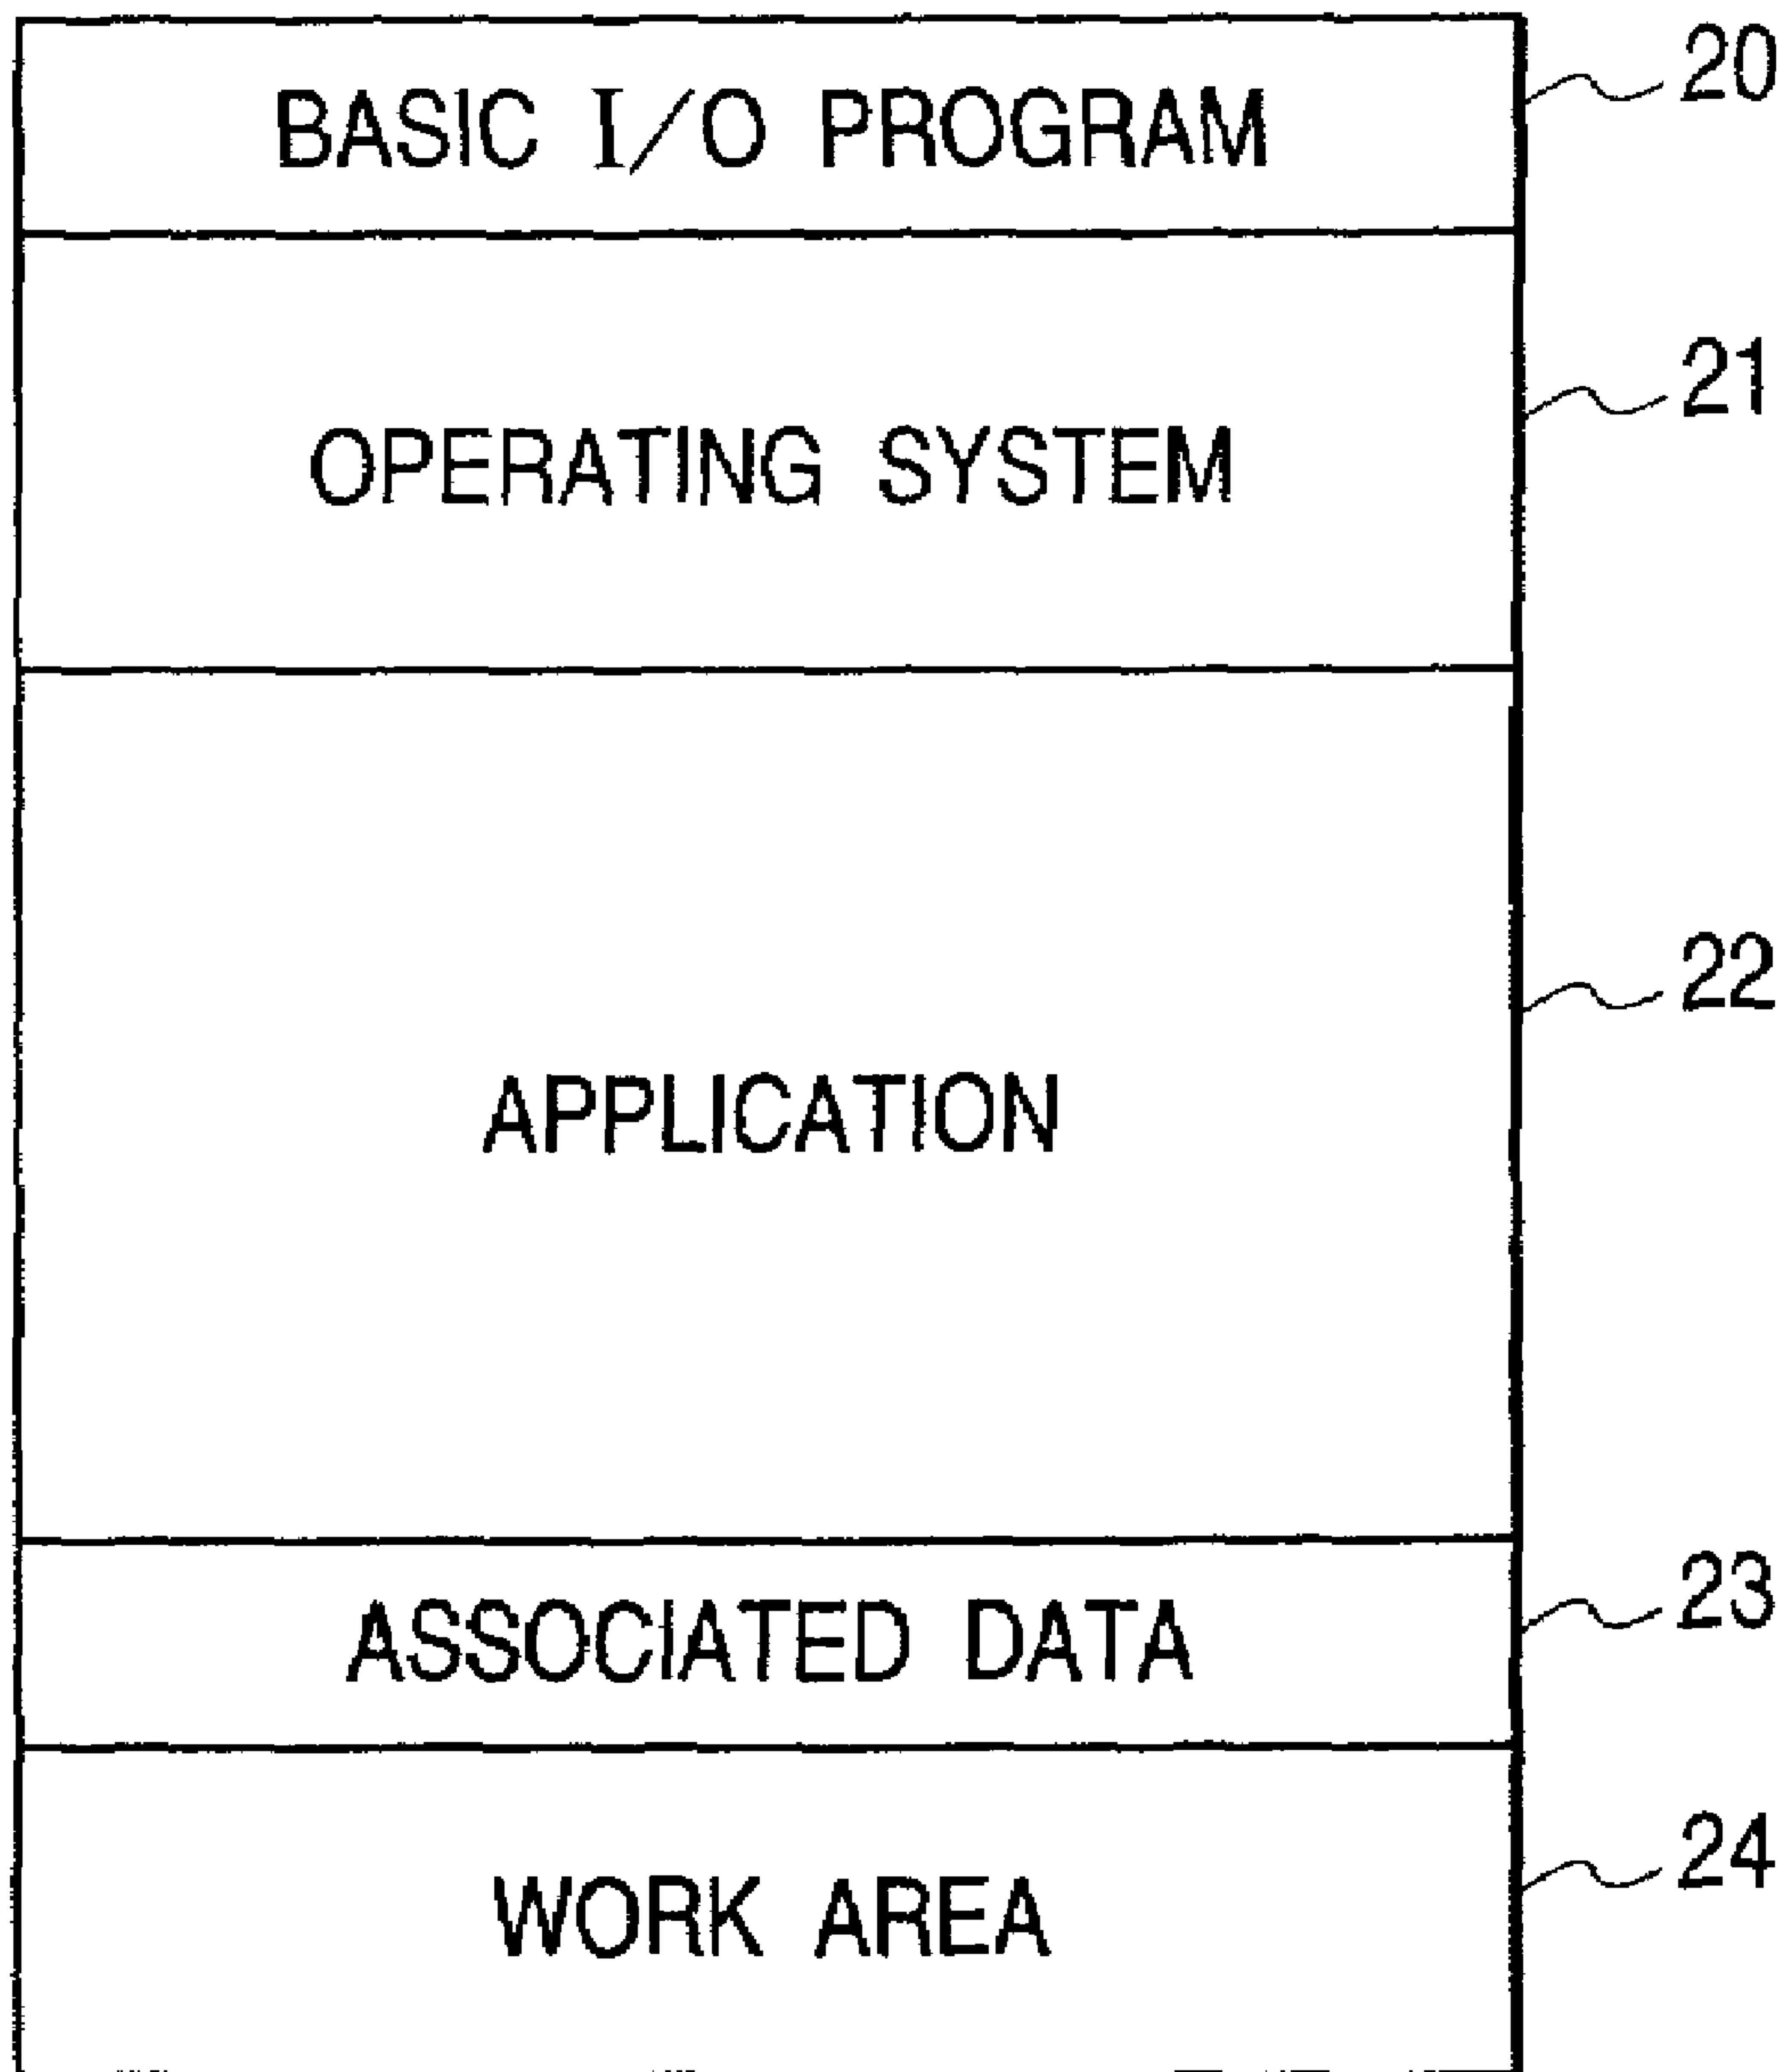 BASIC I/O PROGRAM 20
OPERATING SYSTEM 21
APPLICATION 22
ASSOCIATED DATA 23
WORK AREA 24